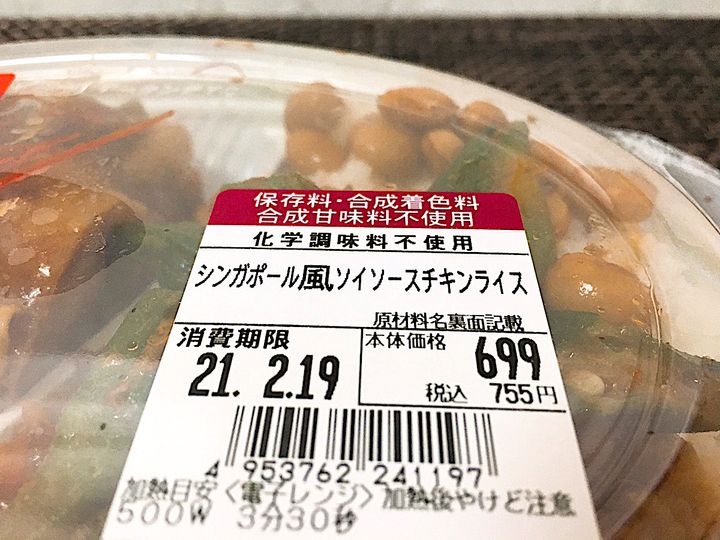 保存料・合成着色料
合成甘味料不使用
化学調味料不使用
シンガポール風ソイソースチキンライス
原材料名裏面記載
消費期限
21. 2.19
本体価格
699
税込 755円
4 953762 241197
加熱目安〈電子レンジ〉加熱後やけど注意
500W 3分30秒